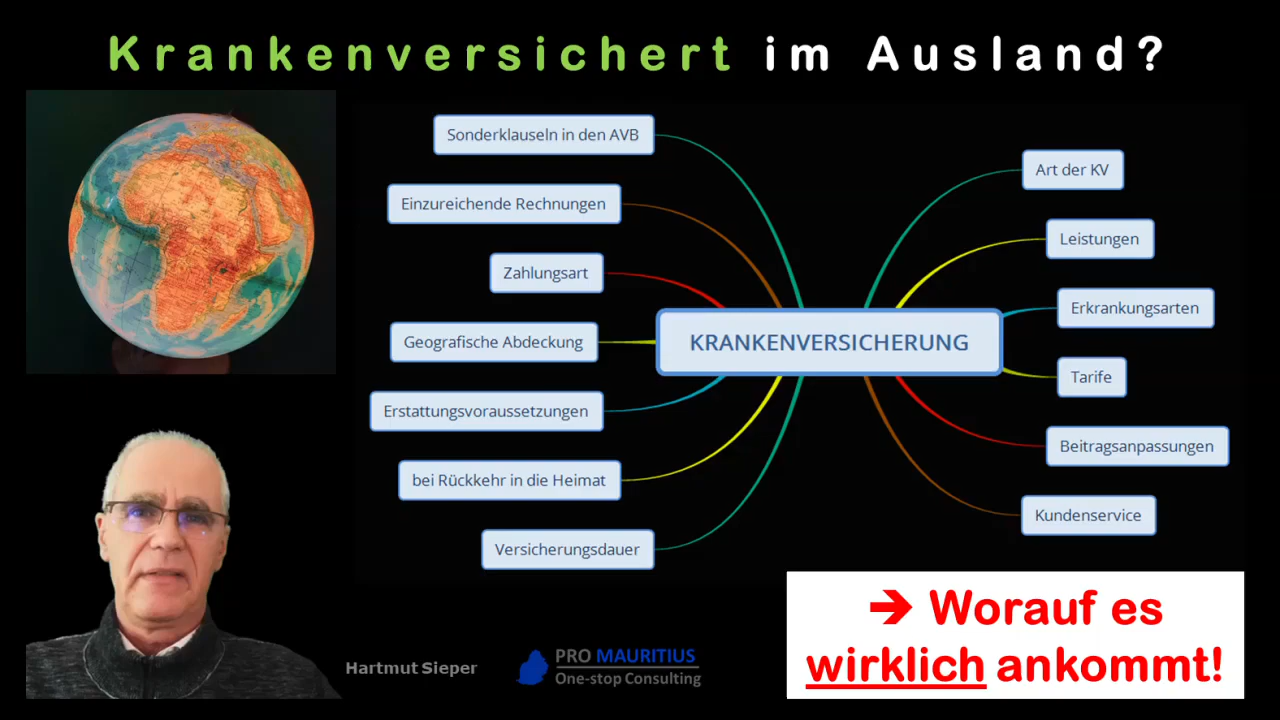 Krankenversichert im Ausland?
Sonderklauseln in den AVB
Einzureichende Rechnungen
Zahlungsart
Geografische Abdeckung
Erstattungsvoraussetzungen
bei Rückkehr in die Heimat
Versicherungsdauer
KRANKENVERSICHERUNG
Art der KV
Leistungen
Erkrankungsarten
Tarife
Beitragsanpassungen
Kundenservice
➔ Worauf es
wirklich ankommt!
Hartmut Sieper
PRO MAURITIUS
One-stop Consulting